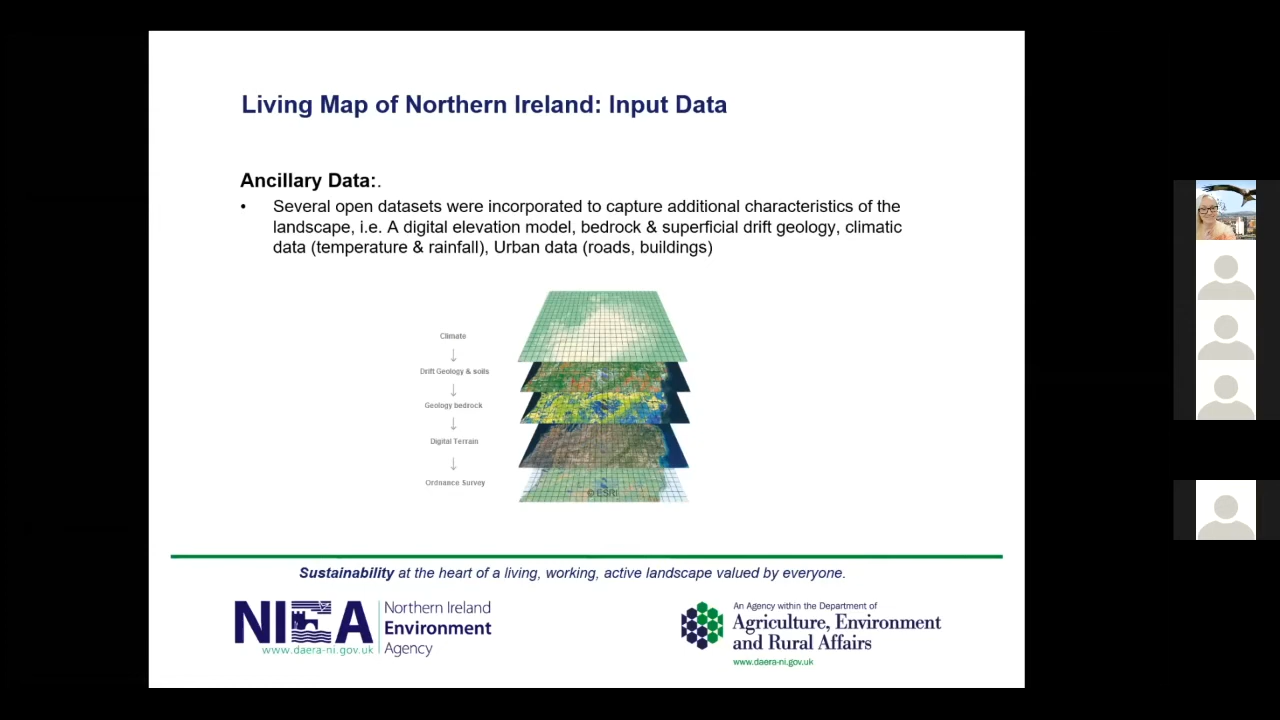 Living Map of Northern Ireland: Input Data
Ancillary Data:.
• Several open datasets were incorporated to capture additional characteristics of the
landscape, i.e. A digital elevation model, bedrock & superficial drift geology, climatic
data (temperature & rainfall), Urban data (roads, buildings)
Climate
Drift Geology & soils
Geology bedrock
Digital Terrain
Ordnance Survey
© ESRI
Sustainability at the heart of a living, working, active landscape valued by everyone.
NIEA
www.daera-ni.gov.uk
Northern Ireland
Environment
Agency
An Agency within the Department of
Agriculture, Environment
and Rural Affairs
www.daera-ni.gov.uk